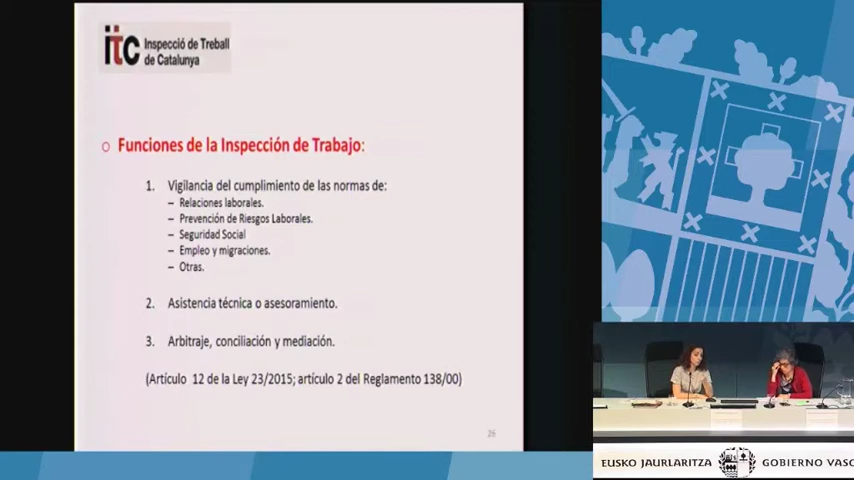 itc Inspecció de Treball
de Catalunya
Funciones de la Inspección de Trabajo:
1. Vigilancia del cumplimiento de las normas de:
– Relaciones laborales.
– Prevención de Riesgos Laborales.
– Seguridad Social
– Empleo y migraciones.
– Otras.
2. Asistencia técnica o asesoramiento.
3. Arbitraje, conciliación y mediación.
(Artículo 12 de la Ley 23/2015; artículo 2 del Reglamento 138/00)
26
EUSKO JAURLARITZA GOBIERNO VASC